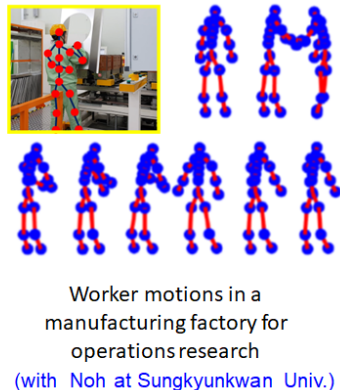 Worker motions in a
manufacturing factory for
operations research
(with Noh at Sungkyunkwan Univ.)